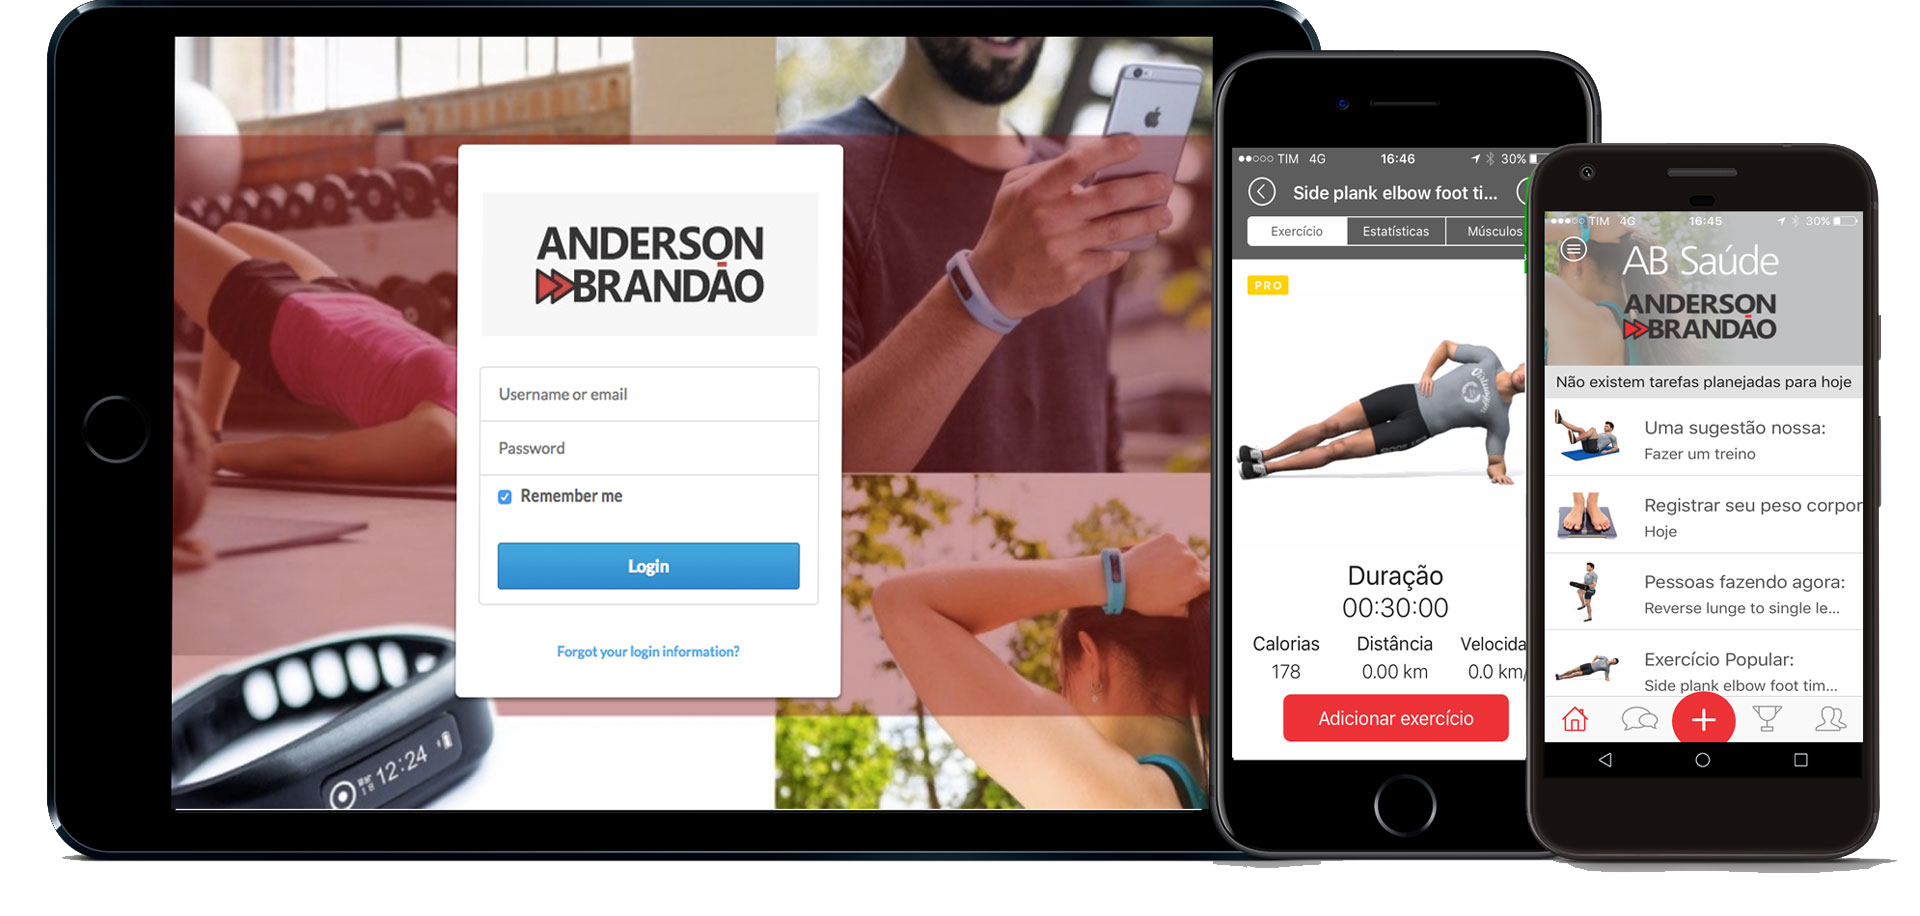 ANDERSON
BRANDÃO
Username or email
Password
Remember me
Login
Forgot your login information?
12:24
TIM 4G 16:46 30%
Side plank elbow foot ti...
Exercício Estatísticas Músculos
PRO
Duração
00:30:00
Calorias Distância Velocida
178 0.00 km 0.0 km/
Adicionar exercício
TIM 4G 16:45 30%
AB Saúde
ANDERSON
BRANDÃO
Não existem tarefas planejadas para hoje
Uma sugestão nossa:
Fazer um treino
Registrar seu peso corpor
Hoje
Pessoas fazendo agora:
Reverse lunge to single le...
Exercício Popular:
Side plank elbow foot tim...